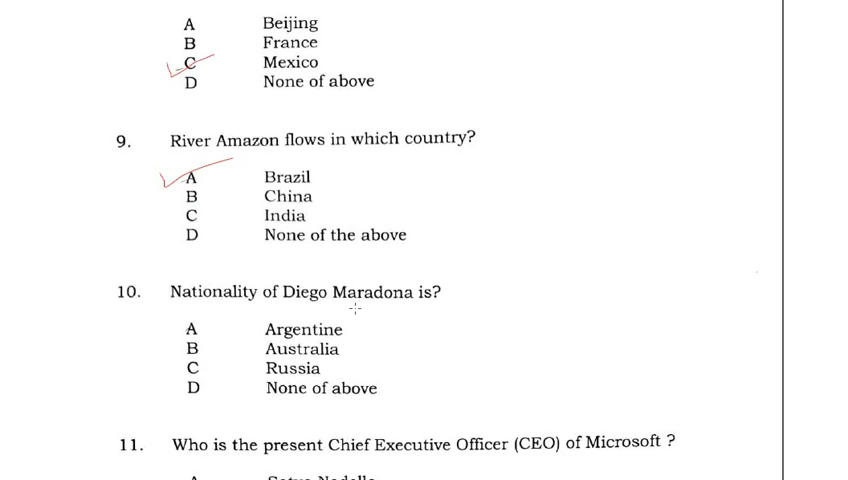 A Beijing
B France
C Mexico
D None of above
9. River Amazon flows in which country?
A Brazil
B China
C India
D None of the above
10. Nationality of Diego Maradona is?
A Argentine
B Australia
C Russia
D None of above
11. Who is the present Chief Executive Officer (CEO) of Microsoft ?
A Satya Nadella